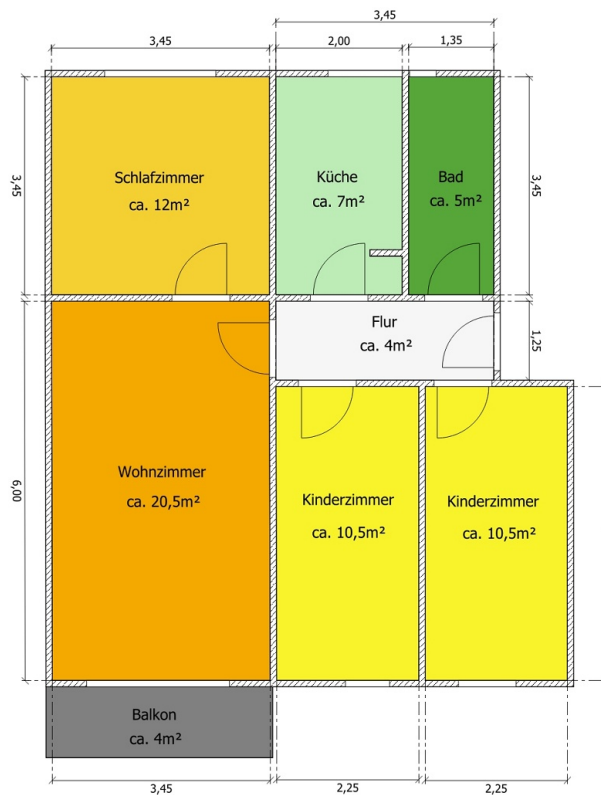 3,45
3,45
2,00
1,35
3,45
Schlafzimmer
ca. 12m²
Küche
ca. 7m²
Bad
ca. 5m²
3,45
Flur
ca. 4m²
1,25
6,00
Wohnzimmer
ca. 20,5m²
Kinderzimmer
ca. 10,5m²
Kinderzimmer
ca. 10,5m²
Balkon
ca. 4m²
3,45
2,25
2,25